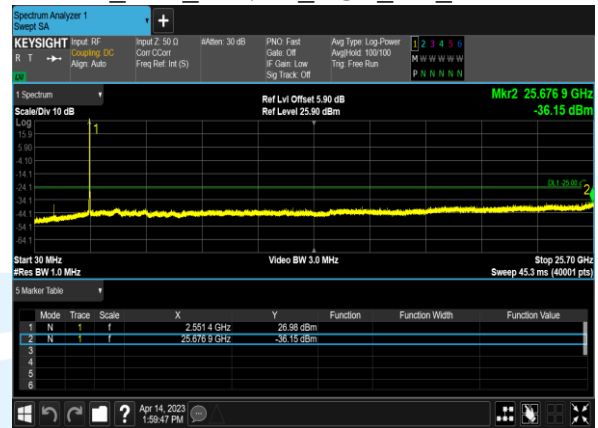 Spectrum Analyzer 1
Swept SA
+
KEYSIGHT Input: RF Input Z: 50 Ω #Atten: 30 dB PNO: Fast Avg Type: Log-Power 1 2 3 4 5 6
R T Coupling: DC Corr CCorr Gate: Off Avg|Hold: 100/100 M W W W W W
Align: Auto Freq Ref: Int (S) IF Gain: Low Trig: Free Run
Sig Track: Off P N N N N N
LV
1 Spectrum Ref Lvl Offset 5.90 dB Mkr2 25.676 9 GHz
Scale/Div 10 dB Ref Level 25.90 dBm -36.15 dBm
Log
1
15.9
5.90
-4.10
-14.1
DL1 -25.00
-24.1
2
-34.1
-44.1
-54.1
-64.1
Start 30 MHz Video BW 3.0 MHz Stop 25.70 GHz
#Res BW 1.0 MHz Sweep 45.3 ms (40001 pts)
5 Marker Table
Mode Trace Scale X Y Function Function Width Function Value
1 N 1 f 2.551 4 GHz 26.98 dBm
2 N 1 f 25.676 9 GHz -36.15 dBm
3
4
5
6
? Apr 14, 2023
1:59:47 PM